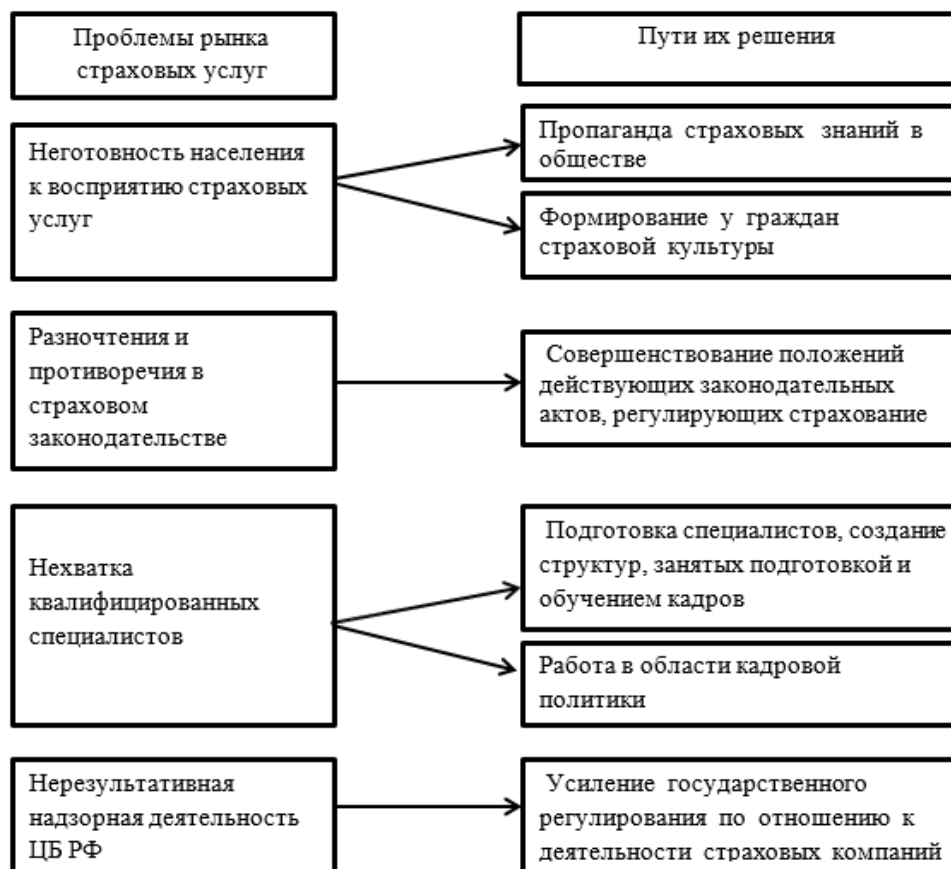 Проблемы рынка
страховых услуг
Пути их решения
Неготовность населения
к восприятию страховых
услуг
Пропаганда страховых знаний в
обществе
Формирование у граждан
страховой культуры
Разночтения и
противоречия в
страховом
законодательстве
Совершенствование положений
действующих законодательных
актов, регулирующих страхование
Нехватка
квалифицированных
специалистов
Подготовка специалистов, создание
структур, занятых подготовкой и
обучением кадров
Работа в области кадровой
политики
Нерезультативная
надзорная деятельность
ЦБ РФ
Усиление государственного
регулирования по отношению к
деятельности страховых компаний